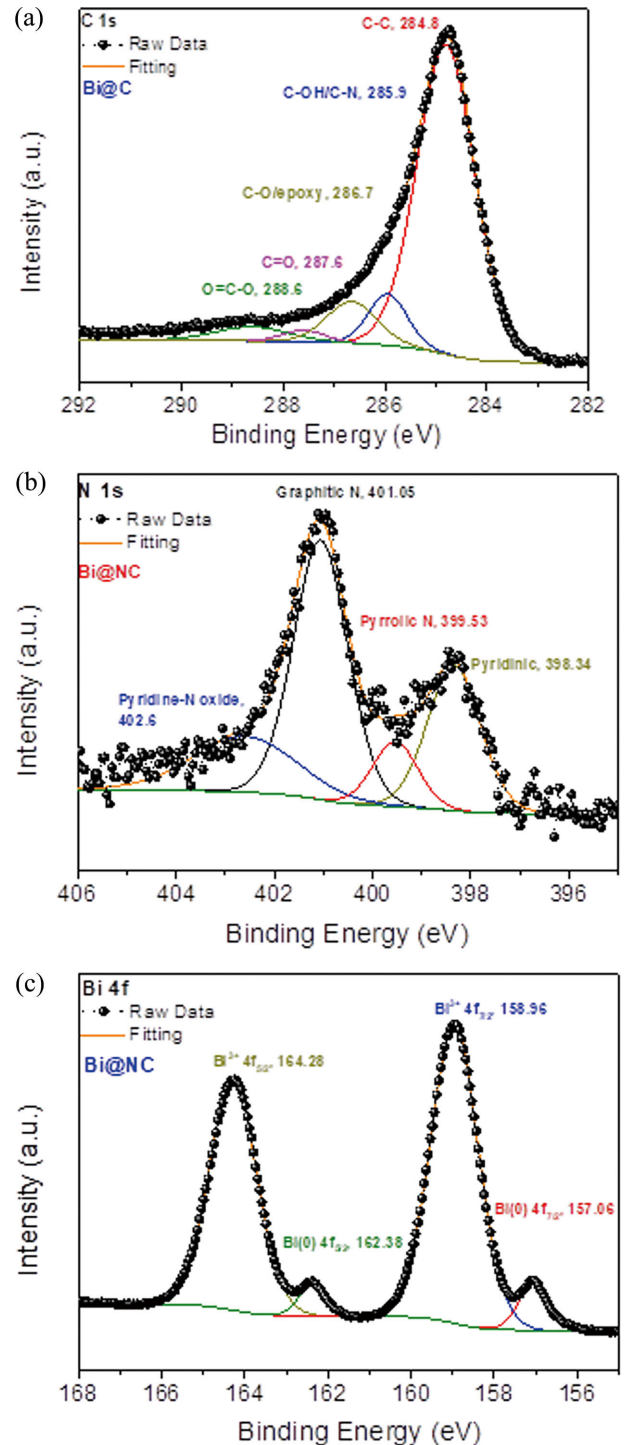 (a)
C 1s
Raw Data
Fitting
Bi@C
C-C, 284.8
C-OH/C-N, 285.9
C-O/epoxy, 286.7
C=O, 287.6
O=C-O, 288.6
Intensity (a.u.)
292 290 288 286 284 282
Binding Energy (eV)
(b)
N 1s
Raw Data
Fitting
Bi@NC
Graphitic N, 401.05
Pyrrolic N, 399.53
Pyridinic, 398.34
Pyridine-N oxide,
402.6
Intensity (a.u.)
406 404 402 400 398 396
Binding Energy (eV)
(c)
Bi 4f
Raw Data
Fitting
Bi@NC
Bi³⁺ 4f₇/₂, 158.96
Bi³⁺ 4f₅/₂, 164.28
Bi(0) 4f₇/₂, 157.06
Bi(0) 4f₅/₂, 162.38
Intensity (a.u.)
168 166 164 162 160 158 156
Binding Energy (eV)